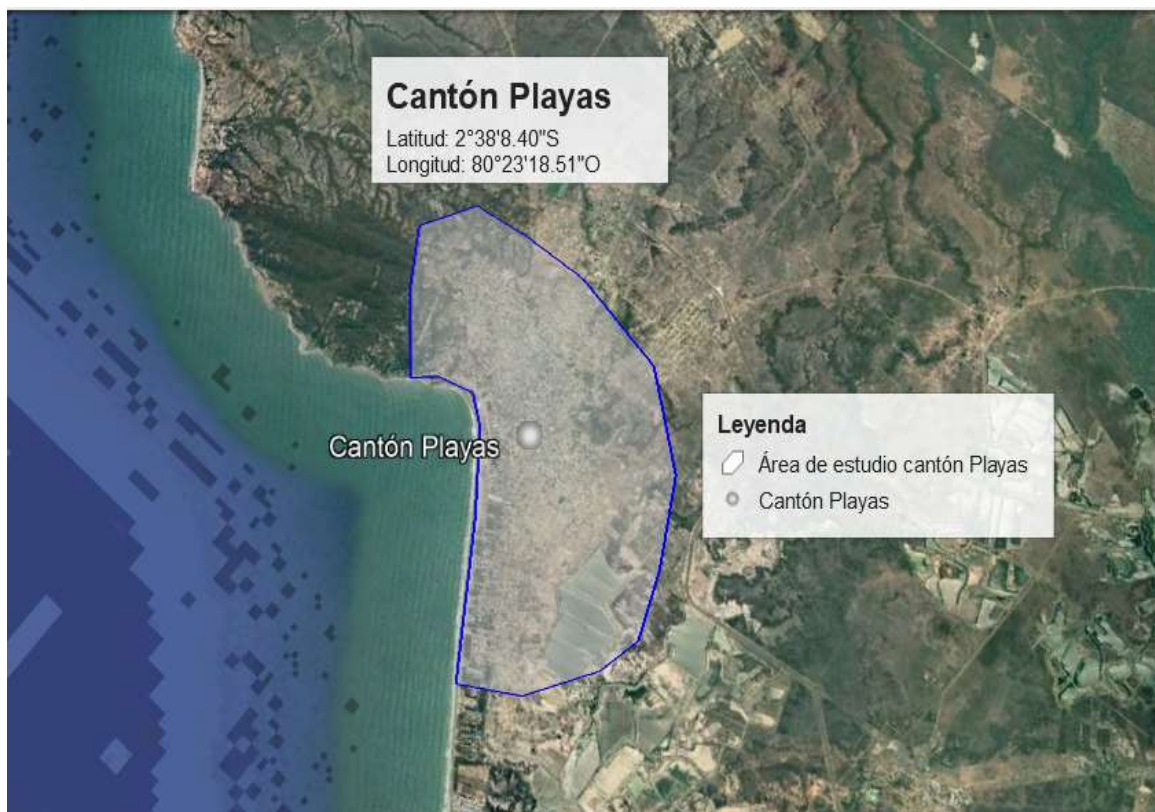 Cantón Playas
Latitud: 2°38'8.40"S
Longitud: 80°23'18.51"O
Cantón Playas
Leyenda
Área de estudio cantón Playas
Cantón Playas